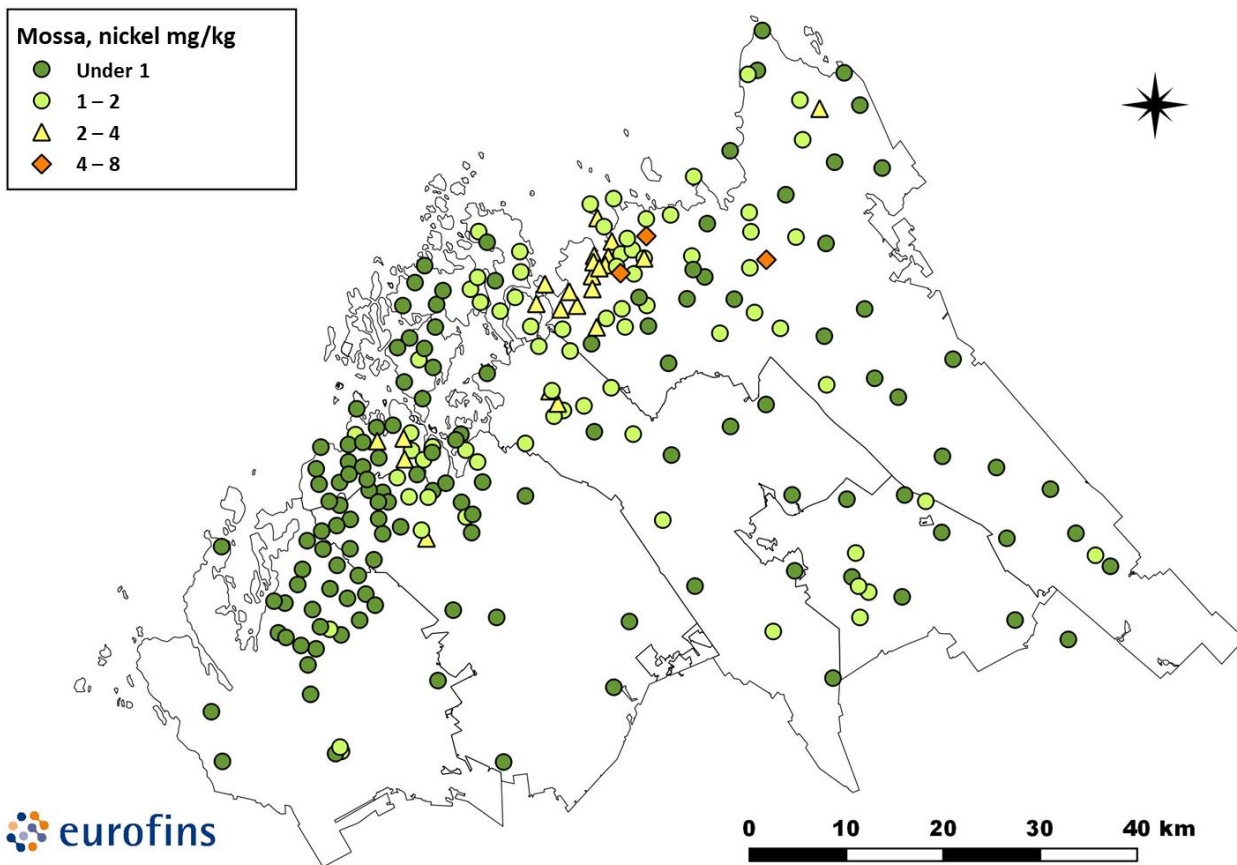 Mossa, nickel mg/kg
Under 1
1 – 2
2 – 4
4 – 8
eurofins
0 10 20 30 40 km